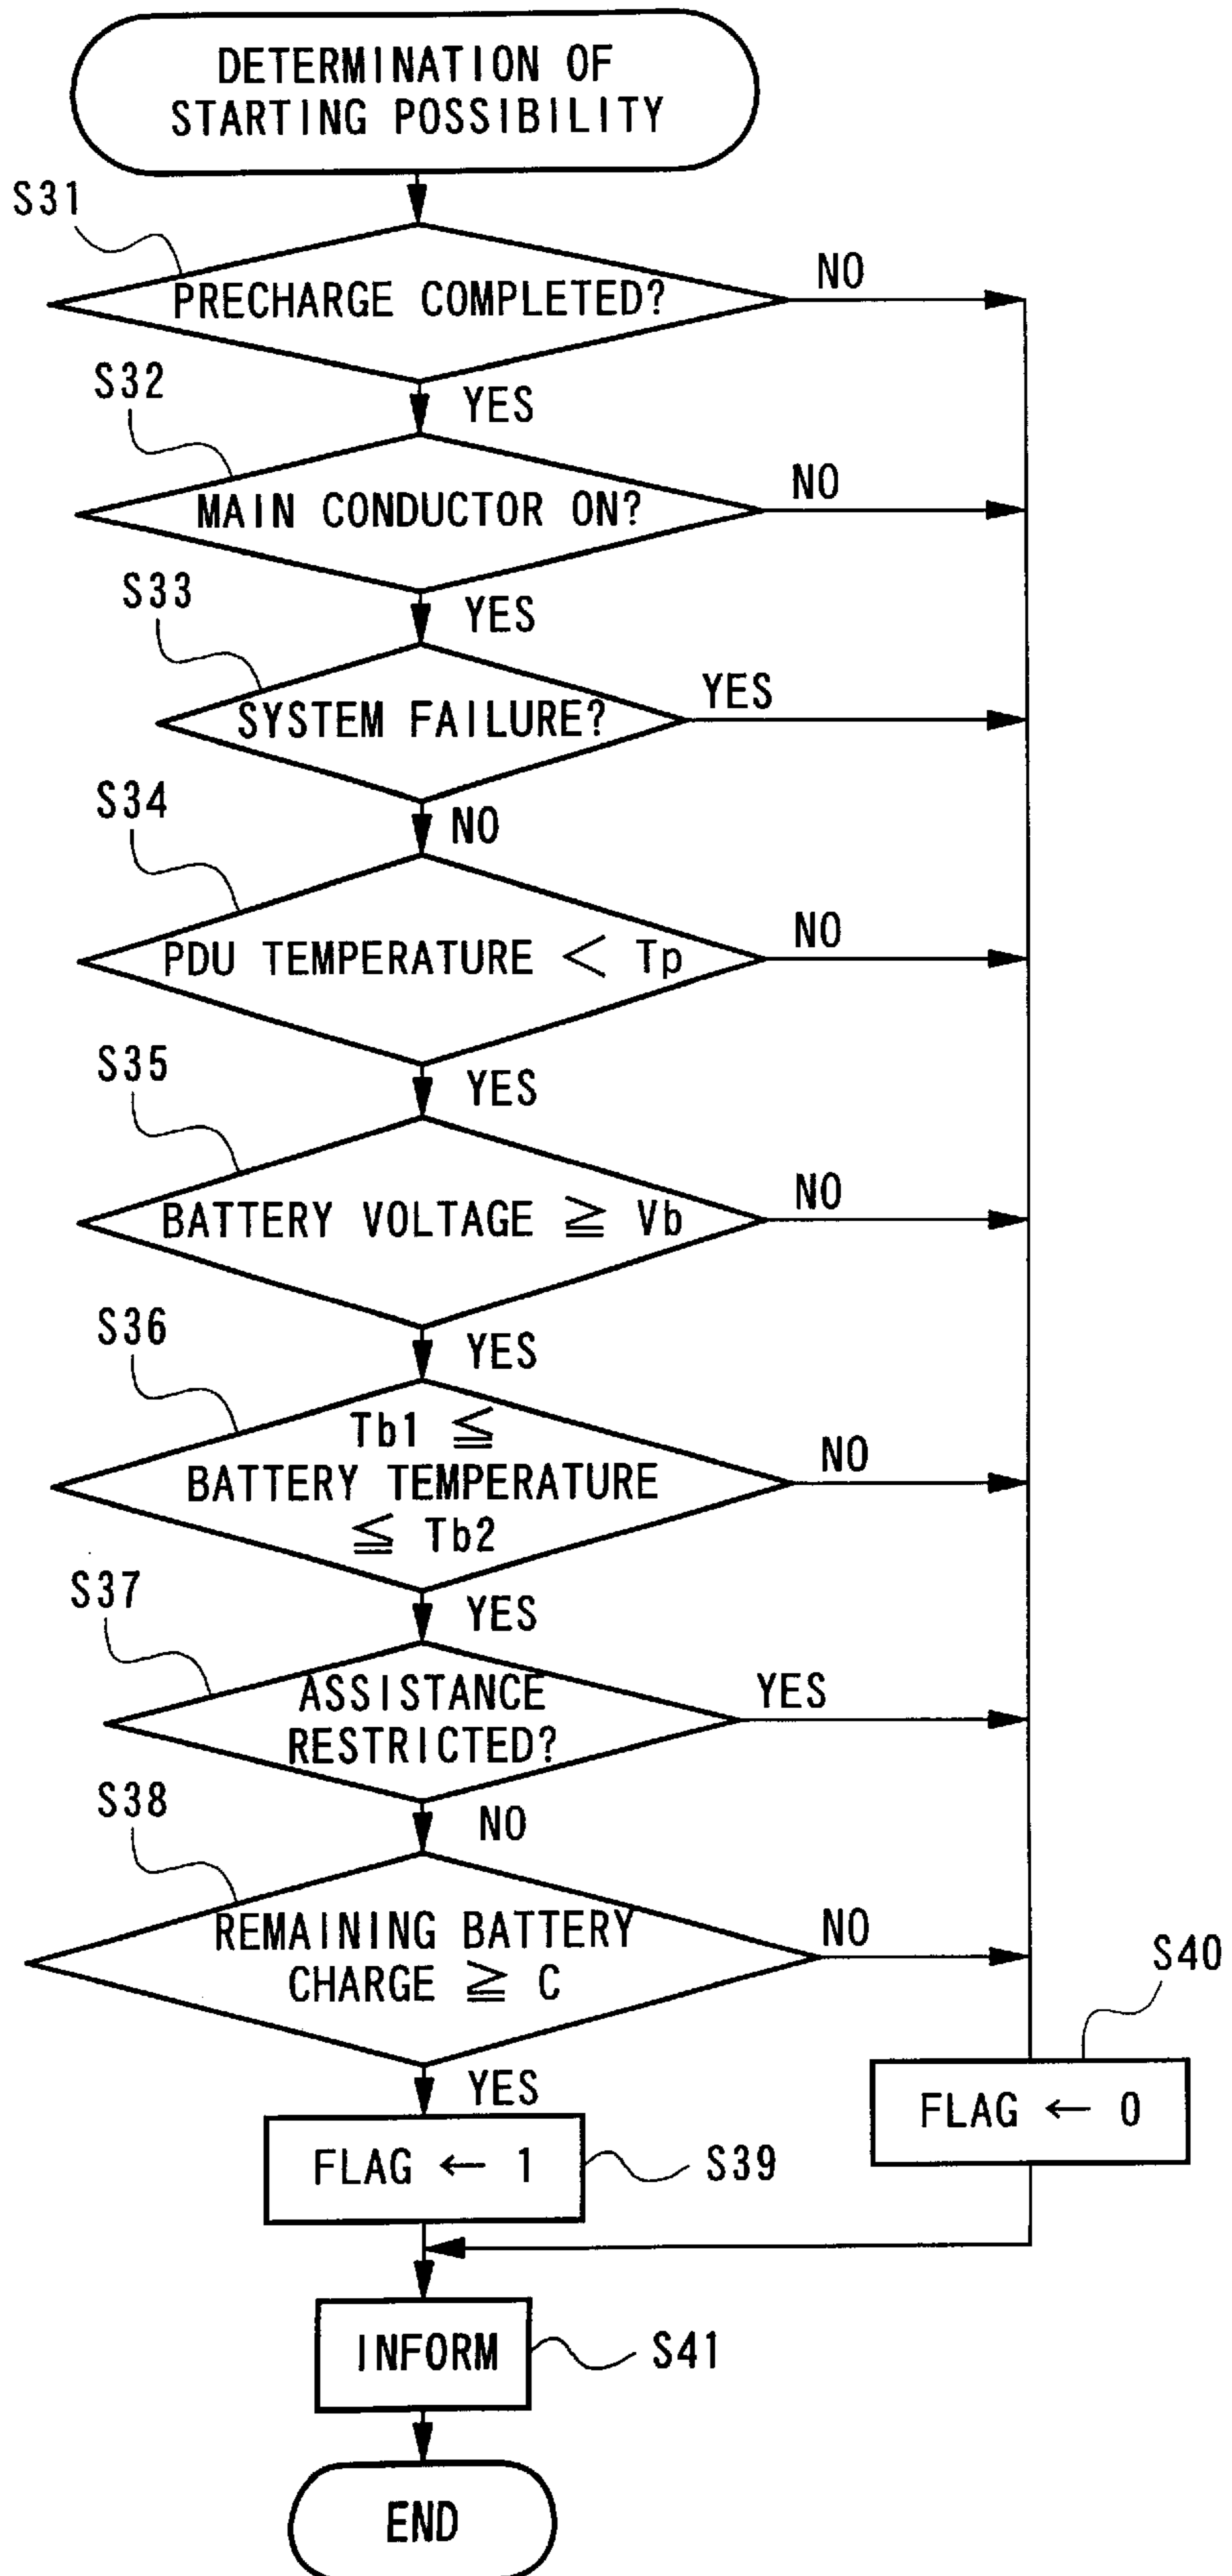 DETERMINATION OF
STARTING POSSIBILITY
S31
PRECHARGE COMPLETED?
NO
YES
S32
MAIN CONDUCTOR ON?
NO
YES
S33
SYSTEM FAILURE?
YES
NO
S34
PDU TEMPERATURE < Tp
NO
YES
S35
BATTERY VOLTAGE ≧ Vb
NO
YES
S36
Tb1 ≦
BATTERY TEMPERATURE
≦ Tb2
NO
YES
S37
ASSISTANCE
RESTRICTED?
YES
NO
S38
REMAINING BATTERY
CHARGE ≧ C
NO
YES
S40
FLAG ← 0
FLAG ← 1
S39
INFORM
S41
END